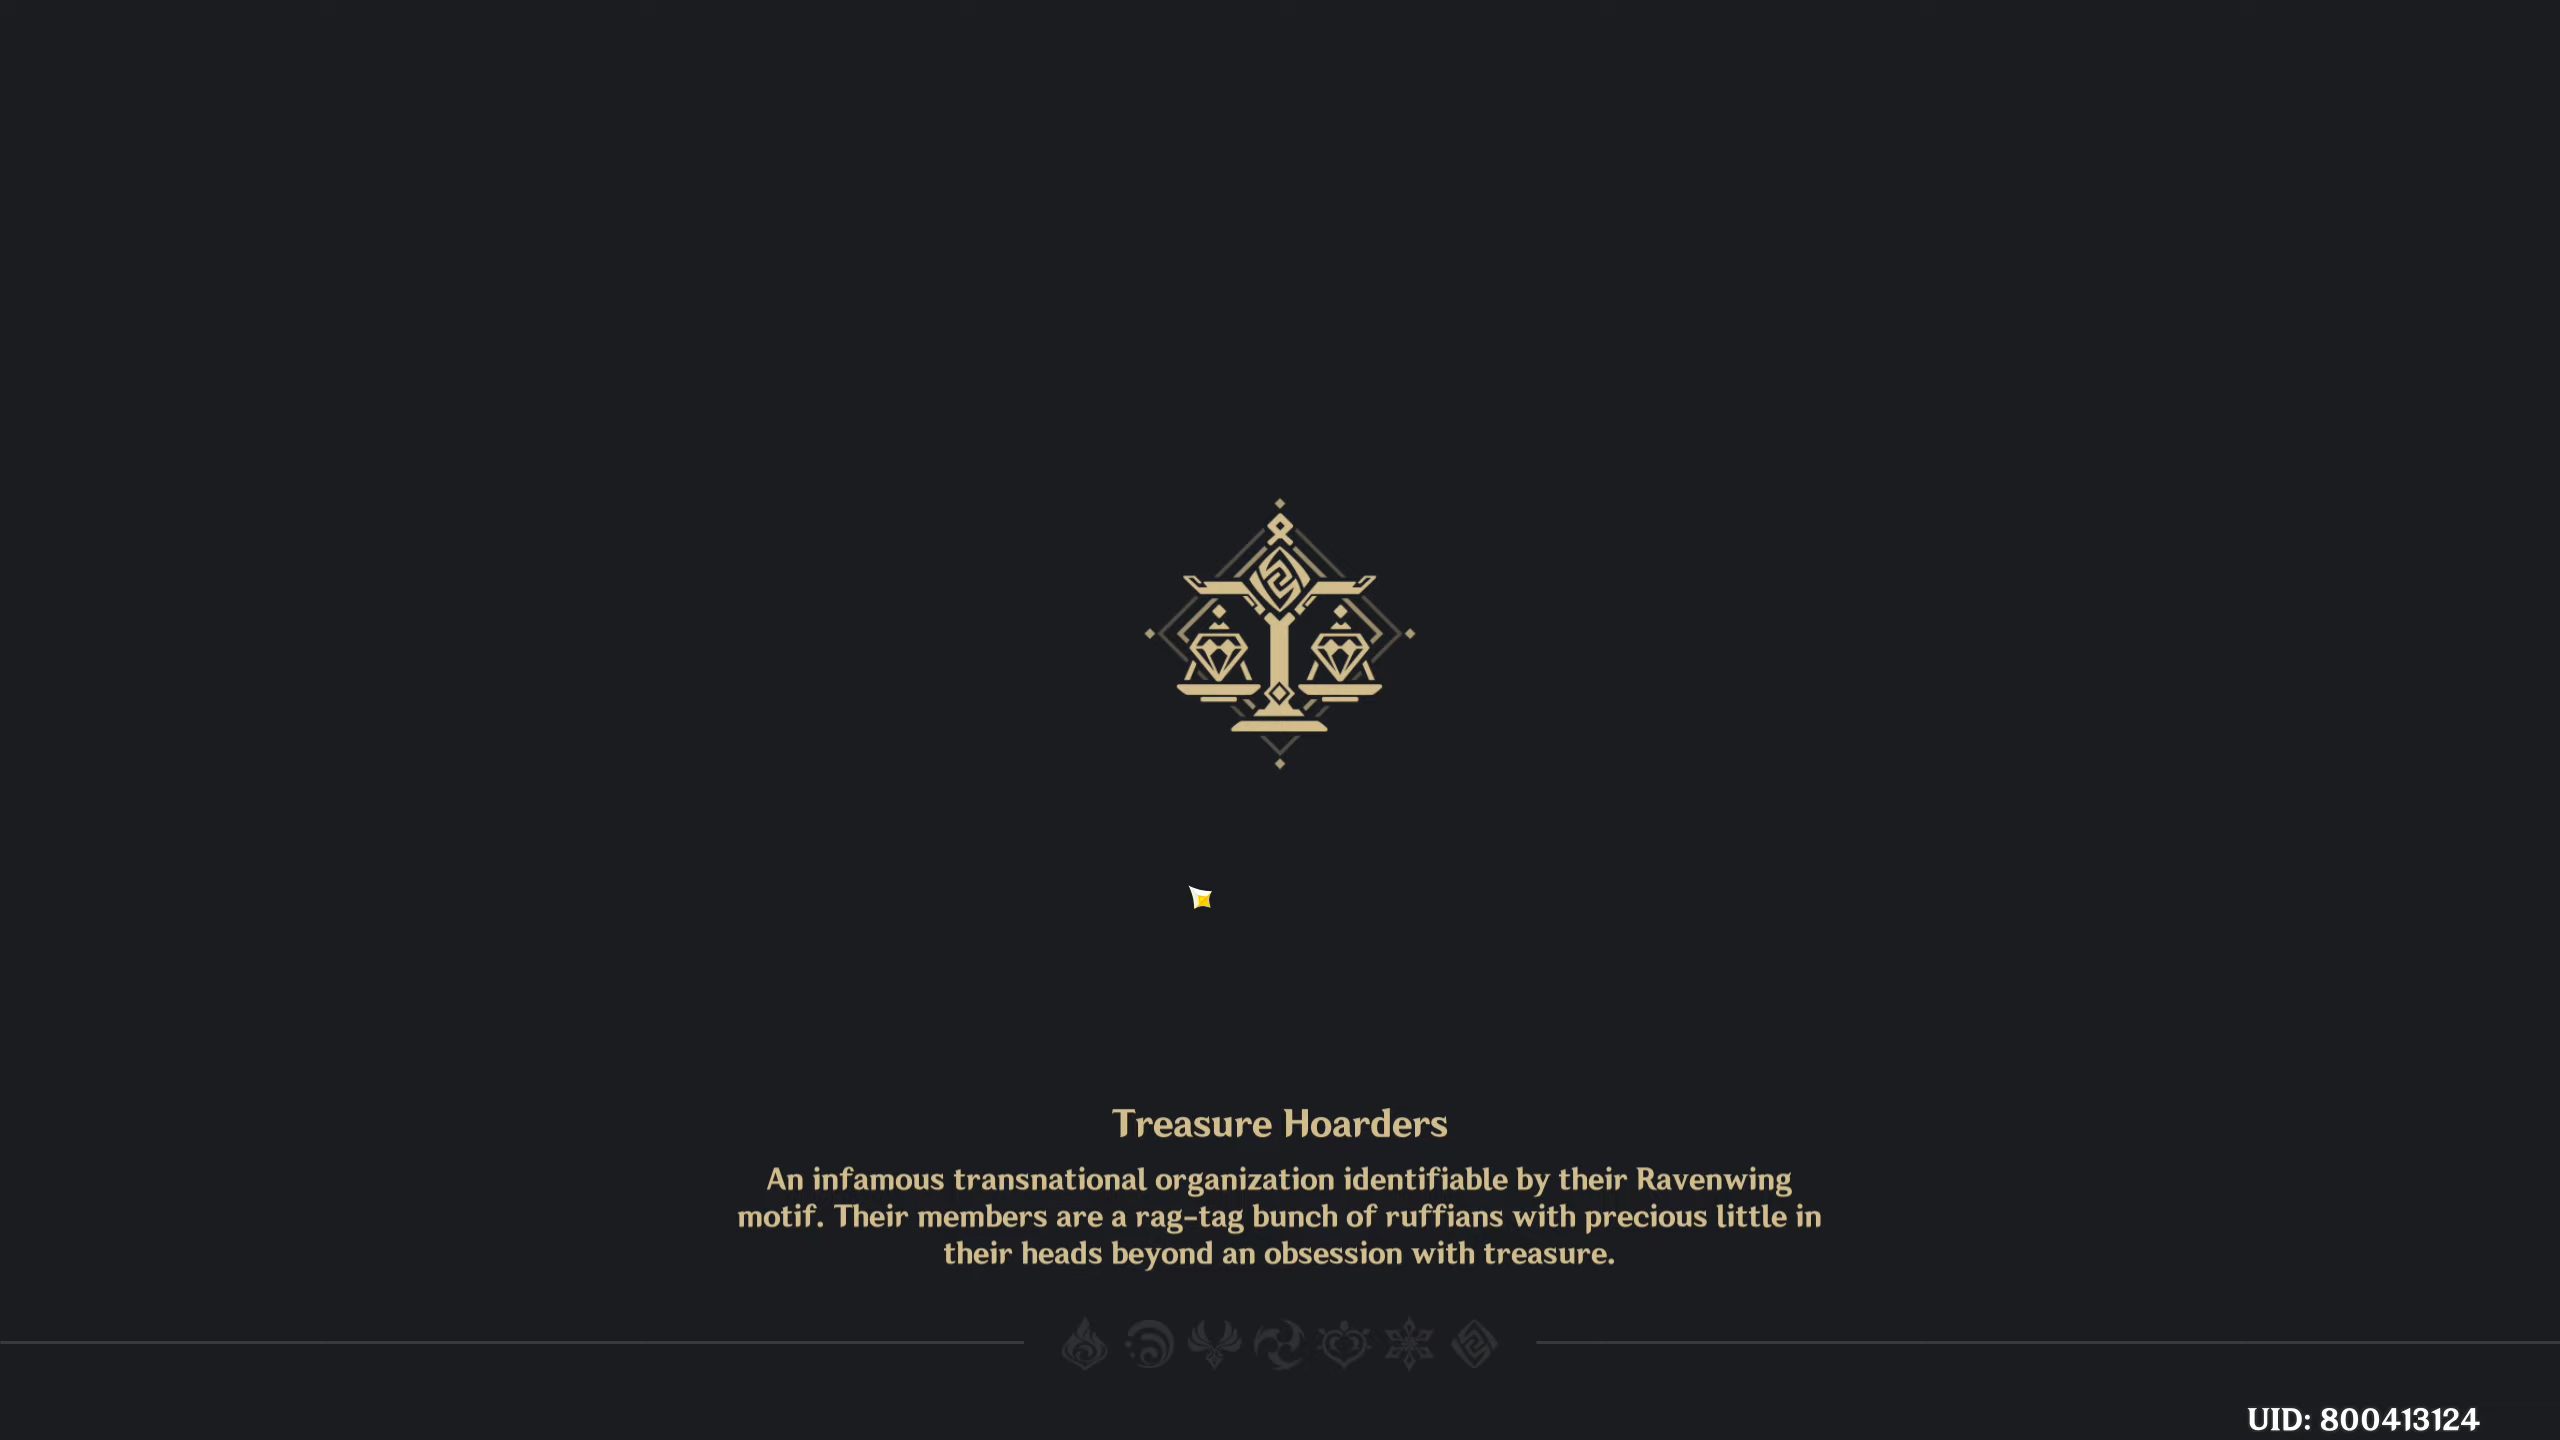 Treasure Hoarders
An infamous transnational organization identifiable by their Ravenwing
motif. Their members are a rag-tag bunch of ruffians with precious little in
their heads beyond an obsession with treasure.
UID: 800413124